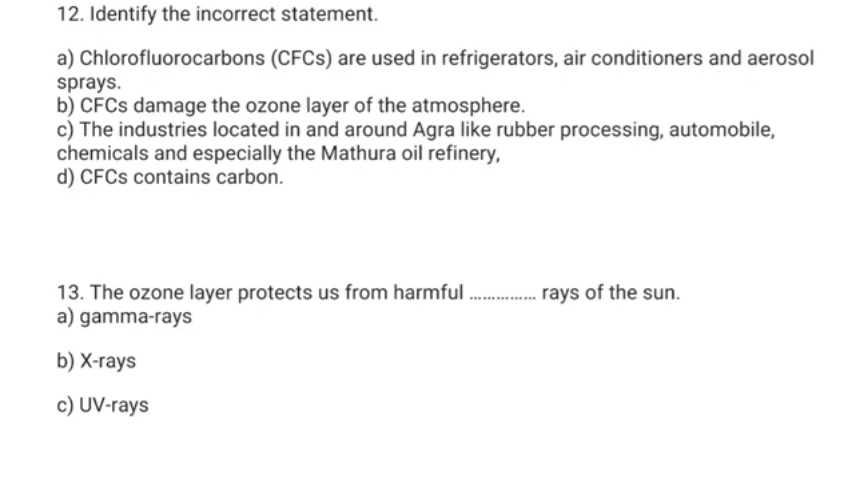 12. Identify the incorrect statement.
a) Chlorofluorocarbons (CFCs) are used in refrigerators, air conditioners and aerosol
sprays.
b) CFCs damage the ozone layer of the atmosphere.
c) The industries located in and around Agra like rubber processing, automobile,
chemicals and especially the Mathura oil refinery,
d) CFCs contains carbon.
13. The ozone layer protects us from harmful ............... rays of the sun.
a) gamma-rays
b) X-rays
c) UV-rays